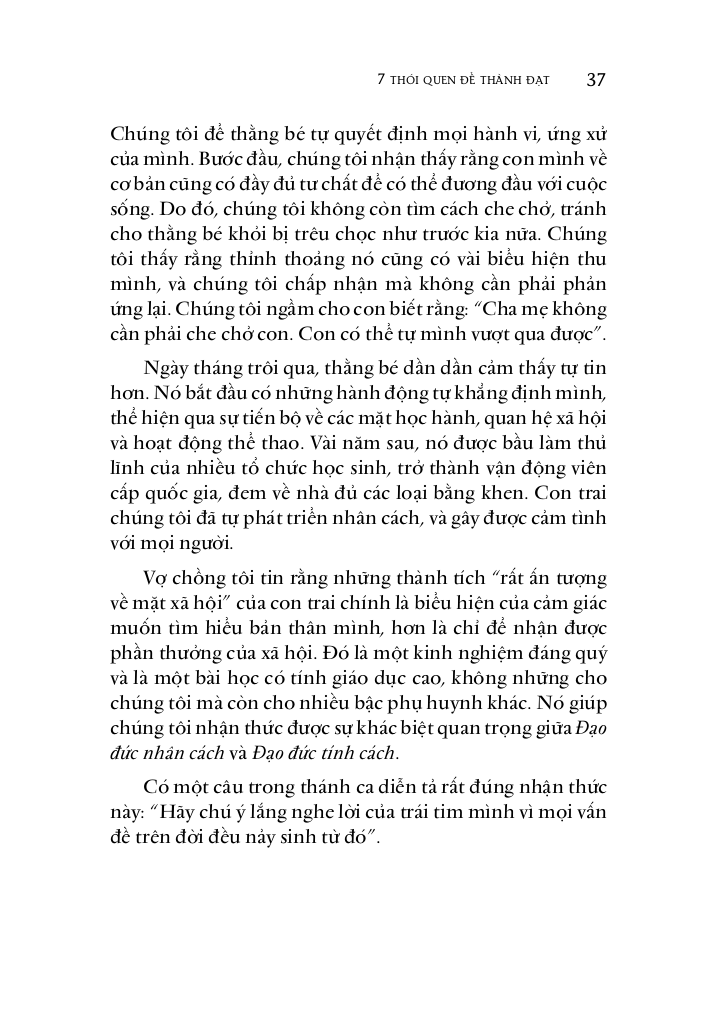 7 THÓI QUEN ĐỂ THÀNH ĐẠT 37
Chúng tôi để thằng bé tự quyết định mọi hành vi, ứng xử
của mình. Bước đầu, chúng tôi nhận thấy rằng con mình về
cơ bản cũng có đầy đủ tư chất để có thể đương đầu với cuộc
sống. Do đó, chúng tôi không còn tìm cách che chở, tránh
cho thằng bé khỏi bị trêu chọc như trước kia nữa. Chúng
tôi thấy rằng thỉnh thoảng nó cũng có vài biểu hiện thu
mình, và chúng tôi chấp nhận mà không cần phải phản
ứng lại. Chúng tôi ngầm cho con biết rằng: “Cha mẹ không
cần phải che chở con. Con có thể tự mình vượt qua được”.
Ngày tháng trôi qua, thằng bé dần dần cảm thấy tự tin
hơn. Nó bắt đầu có những hành động tự khẳng định mình,
thể hiện qua sự tiến bộ về các mặt học hành, quan hệ xã hội
và hoạt động thể thao. Vài năm sau, nó được bầu làm thủ
lĩnh của nhiều tổ chức học sinh, trở thành vận động viên
cấp quốc gia, đem về nhà đủ các loại bằng khen. Con trai
chúng tôi đã tự phát triển nhân cách, và gây được cảm tình
với mọi người.
Vợ chồng tôi tin rằng những thành tích “rất ấn tượng
về mặt xã hội” của con trai chính là biểu hiện của cảm giác
muốn tìm hiểu bản thân mình, hơn là chỉ để nhận được
phần thưởng của xã hội. Đó là một kinh nghiệm đáng quý
và là một bài học có tính giáo dục cao, không những cho
chúng tôi mà còn cho nhiều bậc phụ huynh khác. Nó giúp
chúng tôi nhận thức được sự khác biệt quan trọng giữa Đạo
đức nhân cách và Đạo đức tính cách.
Có một câu trong thánh ca diễn tả rất đúng nhận thức
này: “Hãy chú ý lắng nghe lời của trái tim mình vì mọi vấn
đề trên đời đều nảy sinh từ đó”.